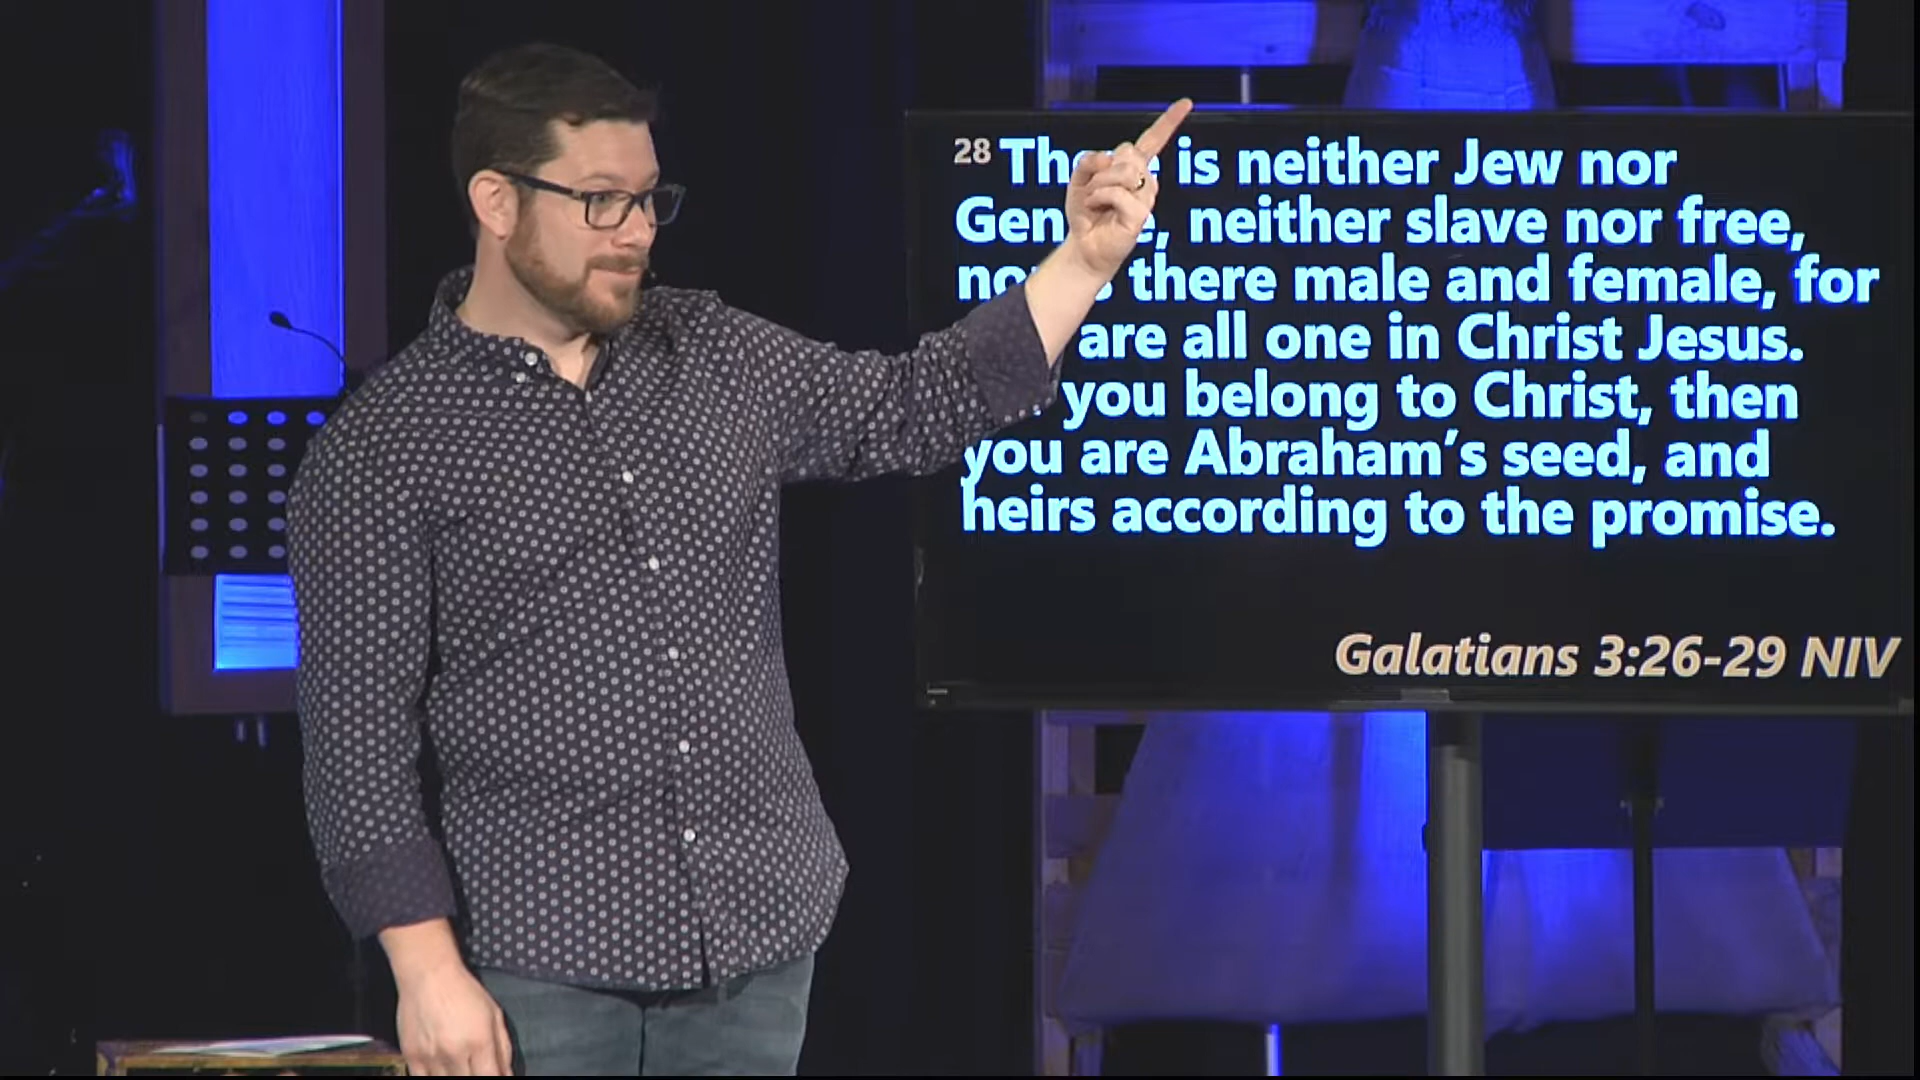 28 is neither Jew nor
neither slave nor free,
there male and female, for
are all one in Christ Jesus.
you belong to Christ, then
you are Abraham's seed, and
heirs according to the promise.
Galatians 3:26-29 NIV